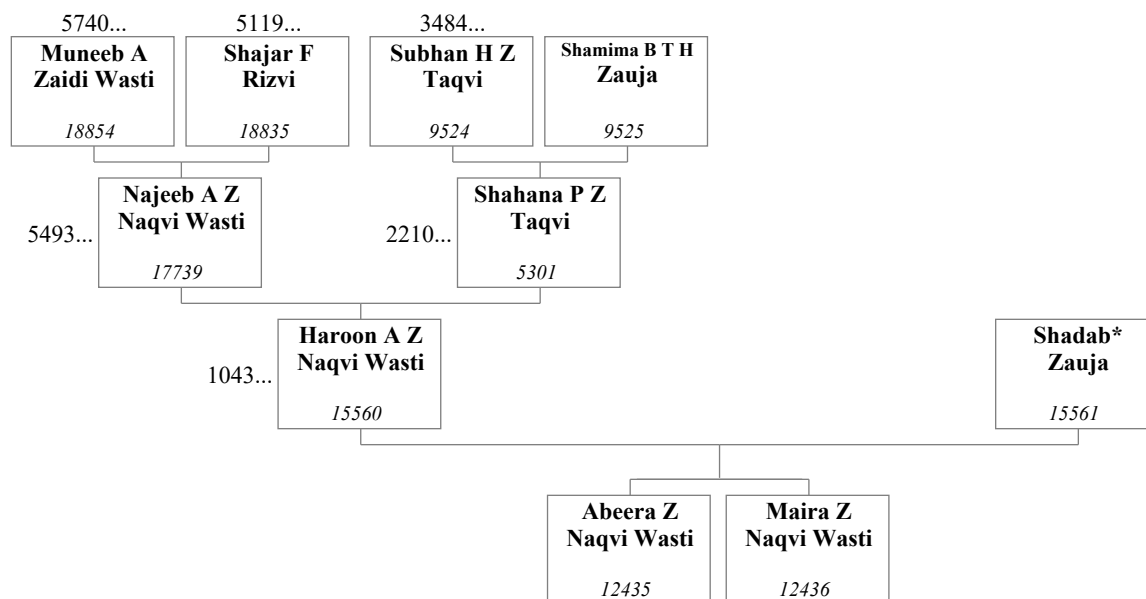 5740... 5119... 3484...
Muneeb A Shajar F Subhan H Z Shamima B T H
Zaidi Wasti Rizvi Taqvi Zauja
18854 18835 9524 9525
Najeeb A Z Shahana P Z
Naqvi Wasti Taqvi
5493... 2210...
17739 5301
Haroon A Z Shadab*
Naqvi Wasti Zauja
1043...
15560 15561
Abeera Z Maira Z
Naqvi Wasti Naqvi Wasti
12435 12436